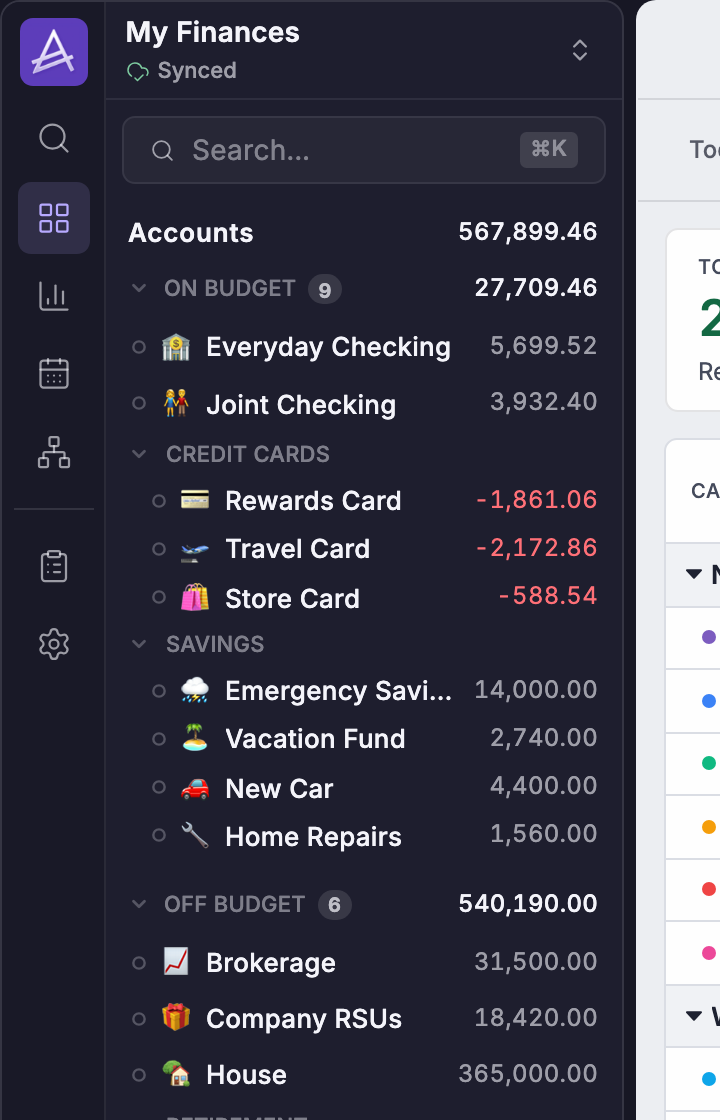 My Finances
Synced
Search... ⌘K
Accounts 567,899.46
ON BUDGET 9 27,709.46
Everyday Checking 5,699.52
Joint Checking 3,932.40
CREDIT CARDS
Rewards Card -1,861.06
Travel Card -2,172.86
Store Card -588.54
SAVINGS
Emergency Savi... 14,000.00
Vacation Fund 2,740.00
New Car 4,400.00
Home Repairs 1,560.00
OFF BUDGET 6 540,190.00
Brokerage 31,500.00
Company RSUs 18,420.00
House 365,000.00